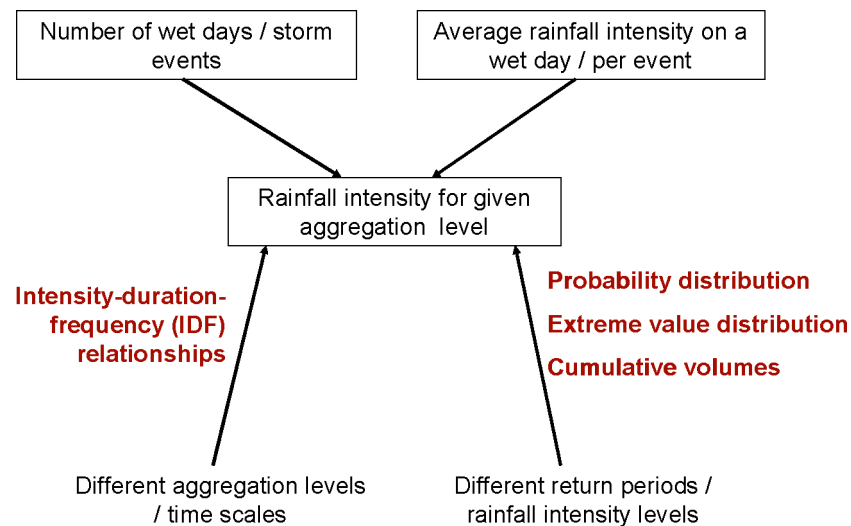 Number of wet days / storm
events
Average rainfall intensity on a
wet day / per event
Rainfall intensity for given
aggregation level
Intensity-duration-
frequency (IDF)
relationships
Probability distribution
Extreme value distribution
Cumulative volumes
Different aggregation levels
/ time scales
Different return periods /
rainfall intensity levels